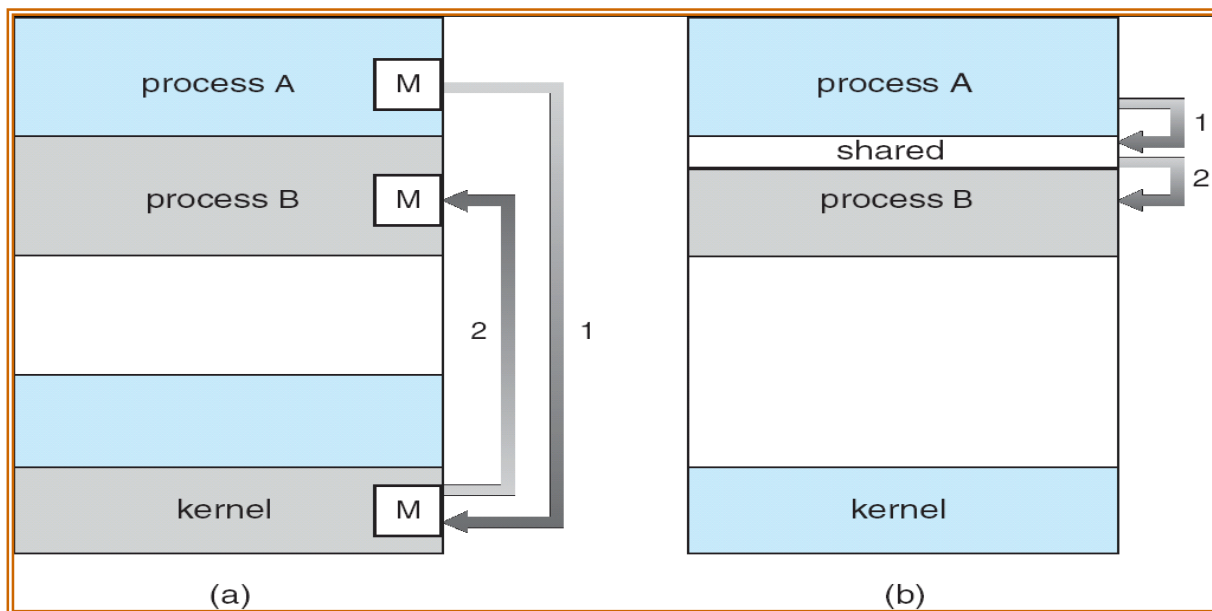 process A
M
process B
M
2
1
kernel
M
(a)
process A
1
shared
2
process B
kernel
(b)